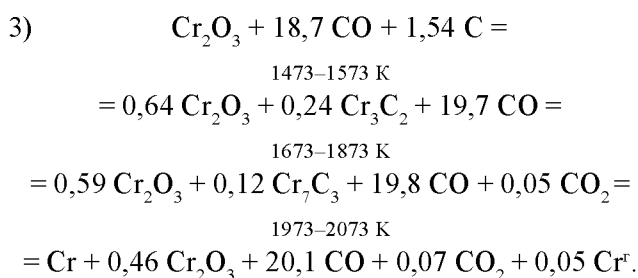 3) Cr₂O₃ + 18,7 CO + 1,54 C =
1473–1573 К
= 0,64 Cr₂O₃ + 0,24 Cr₃C₂ + 19,7 CO =
1673–1873 К
= 0,59 Cr₂O₃ + 0,12 Cr₇C₃ + 19,8 CO + 0,05 CO₂ =
1973–2073 К
= Cr + 0,46 Cr₂O₃ + 20,1 CO + 0,07 CO₂ + 0,05 Crᴦ.